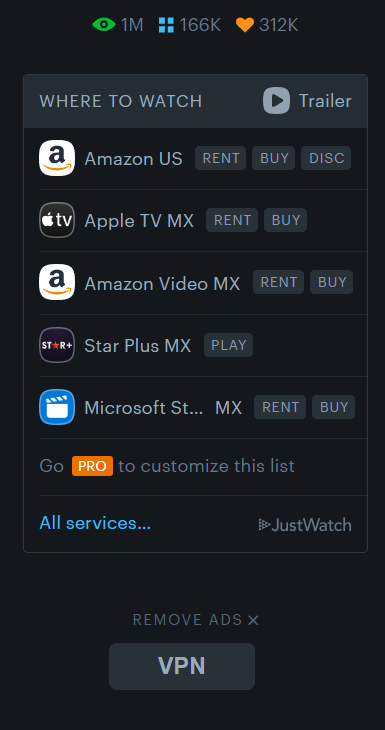 1M 166K 312K
WHERE TO WATCH Trailer
a Amazon US RENT BUY DISC
tv Apple TV MX RENT BUY
a Amazon Video MX RENT BUY
ST★R+ Star Plus MX PLAY
Microsoft St... MX RENT BUY
Go PRO to customize this list
All services... JustWatch
REMOVE ADS ×
VPN